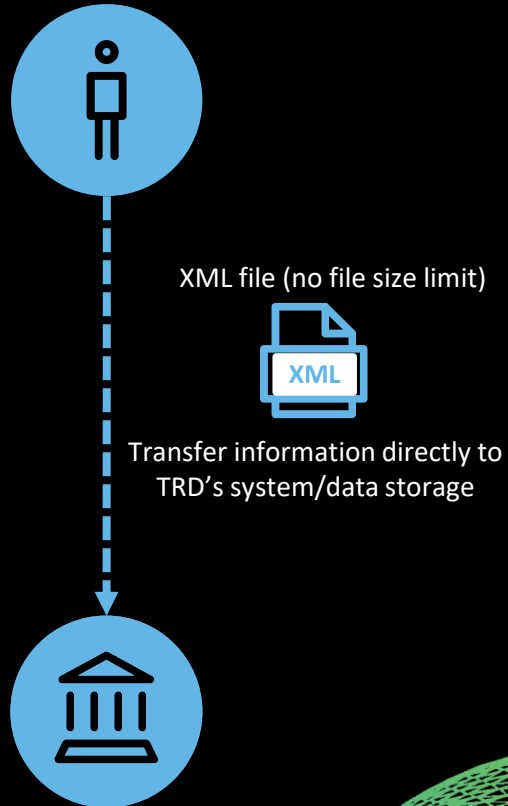 XML file (no file size limit)
XML
Transfer information directly to
TRD’s system/data storage